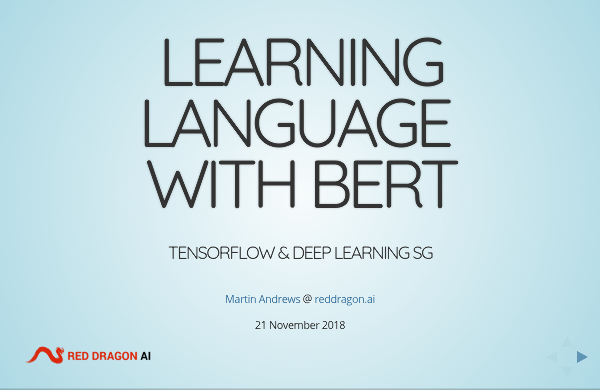 LEARNING
LANGUAGE
WITH BERT
TENSORFLOW & DEEP LEARNING SG
Martin Andrews @ reddragon.ai
21 November 2018
RED DRAGON AI